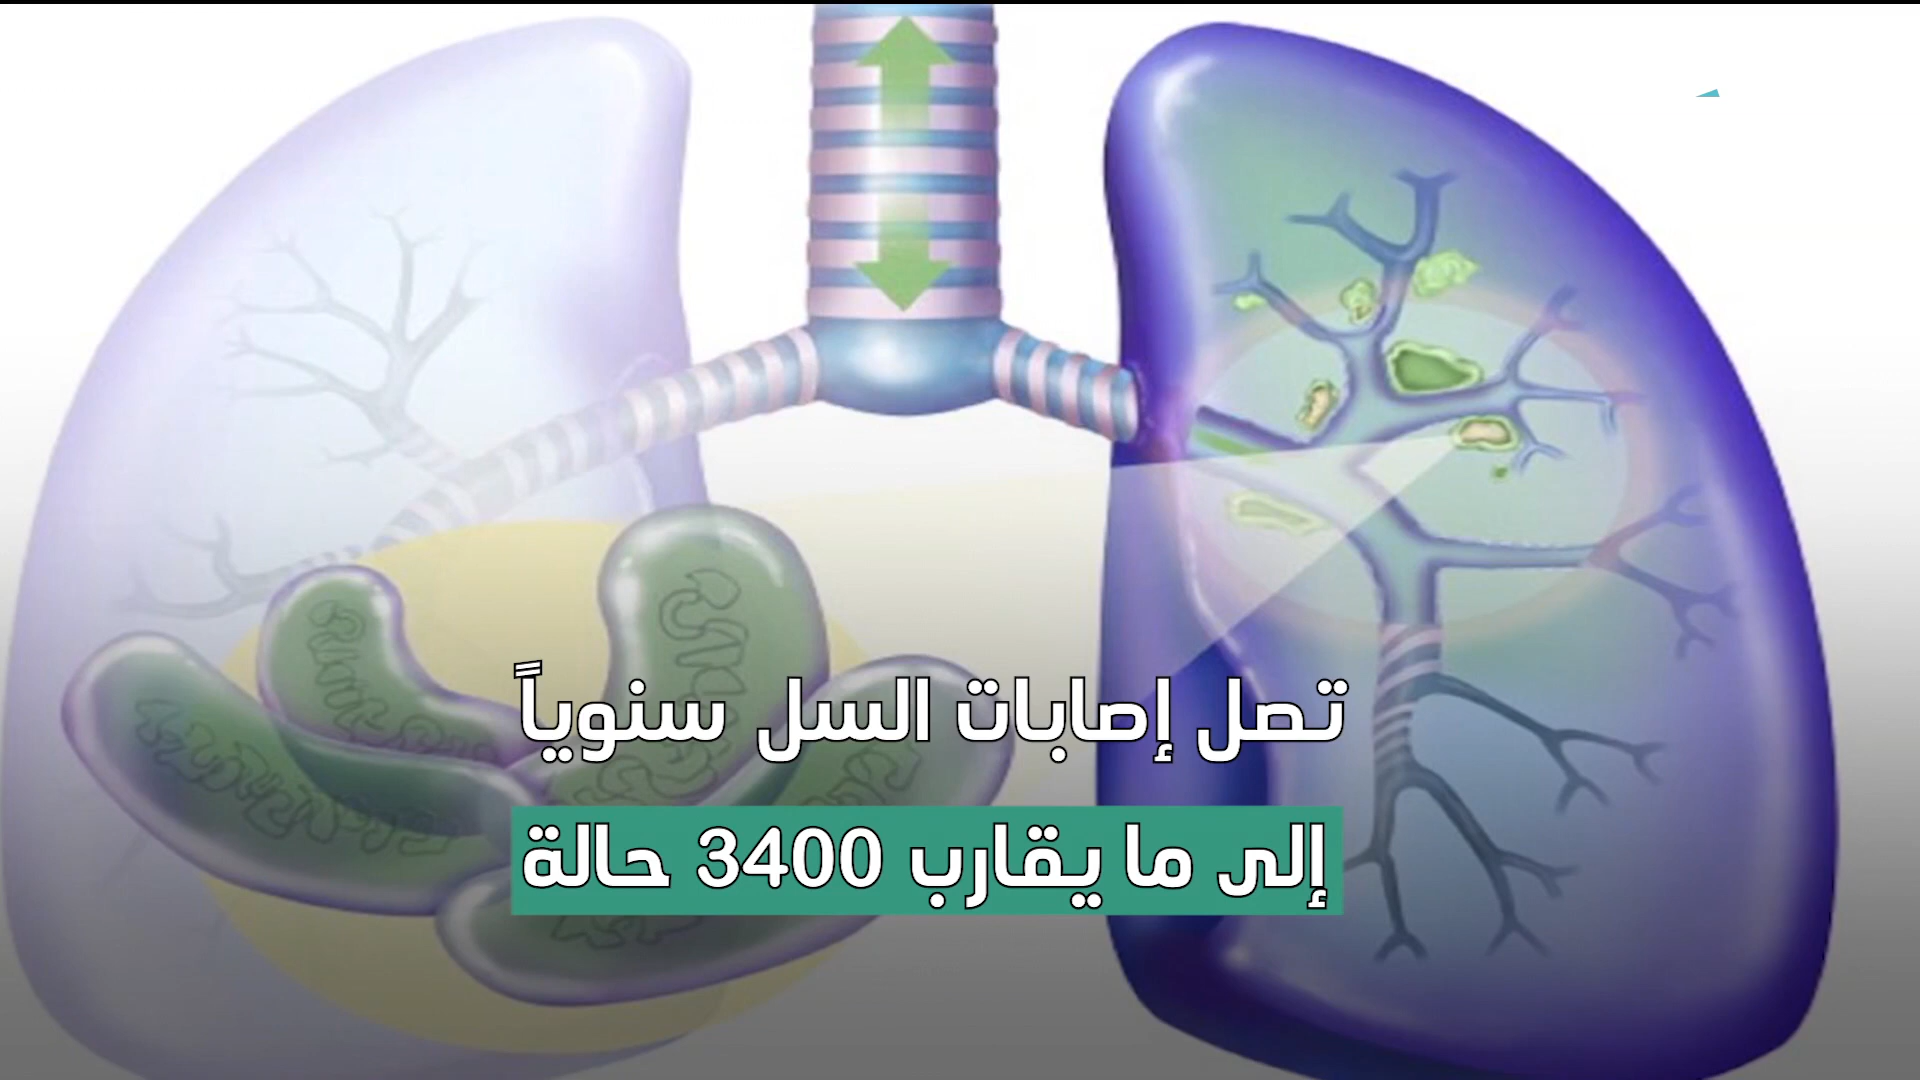 تصل إصابات السل سنوياً
إلى ما يقارب 3400 حالة